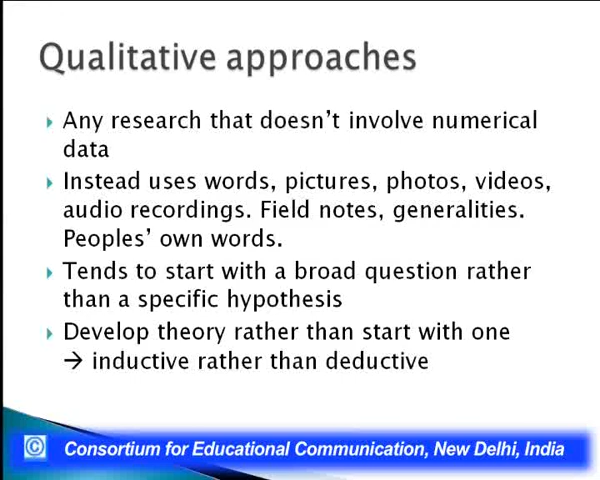 Qualitative approaches
Any research that doesn't involve numerical
data
Instead uses words, pictures, photos, videos,
audio recordings. Field notes, generalities.
Peoples' own words.
Tends to start with a broad question rather
than a specific hypothesis
Develop theory rather than start with one
→ inductive rather than deductive
© Consortium for Educational Communication, New Delhi, India